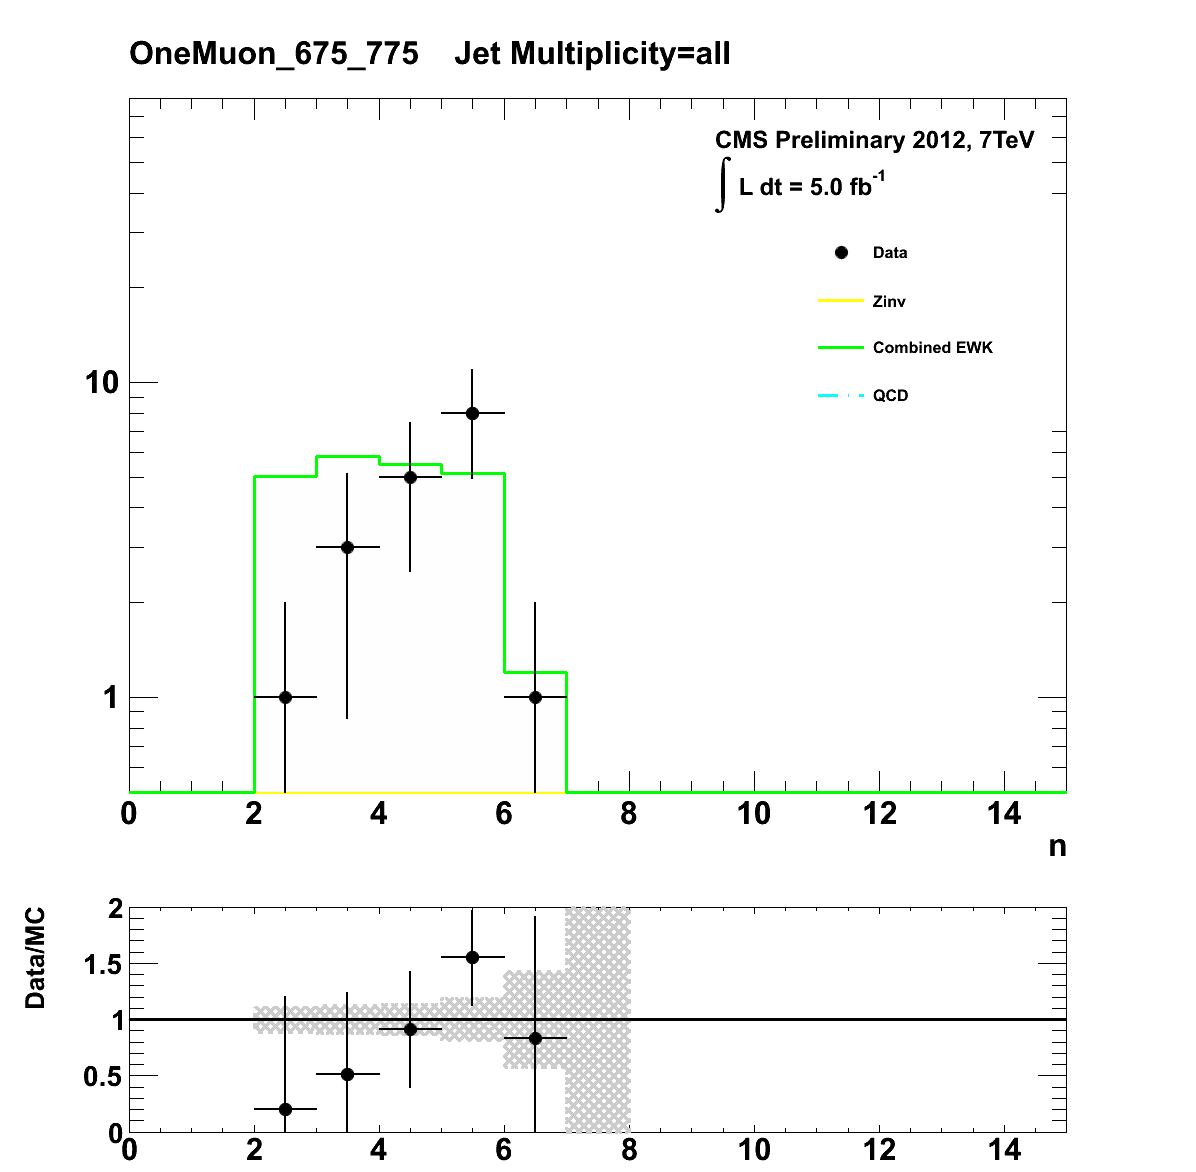 OneMuon_675_775 Jet Multiplicity=all
CMS Preliminary 2012, 7TeV
∫ L dt = 5.0 fb⁻¹
Data
Zinv
Combined EWK
QCD
10
1
0 2 4 6 8 10 12 14
n
Data/MC
2
1.5
1
0.5
0
0 2 4 6 8 10 12 14